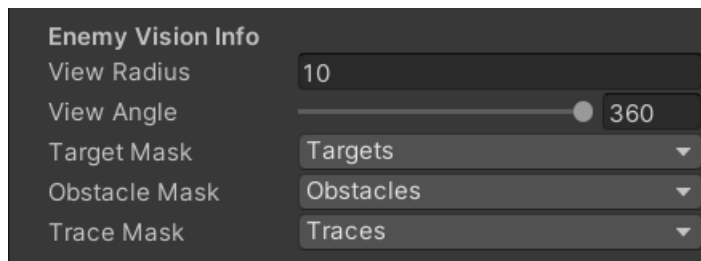 Enemy Vision Info
View Radius 10
View Angle 360
Target Mask Targets
Obstacle Mask Obstacles
Trace Mask Traces